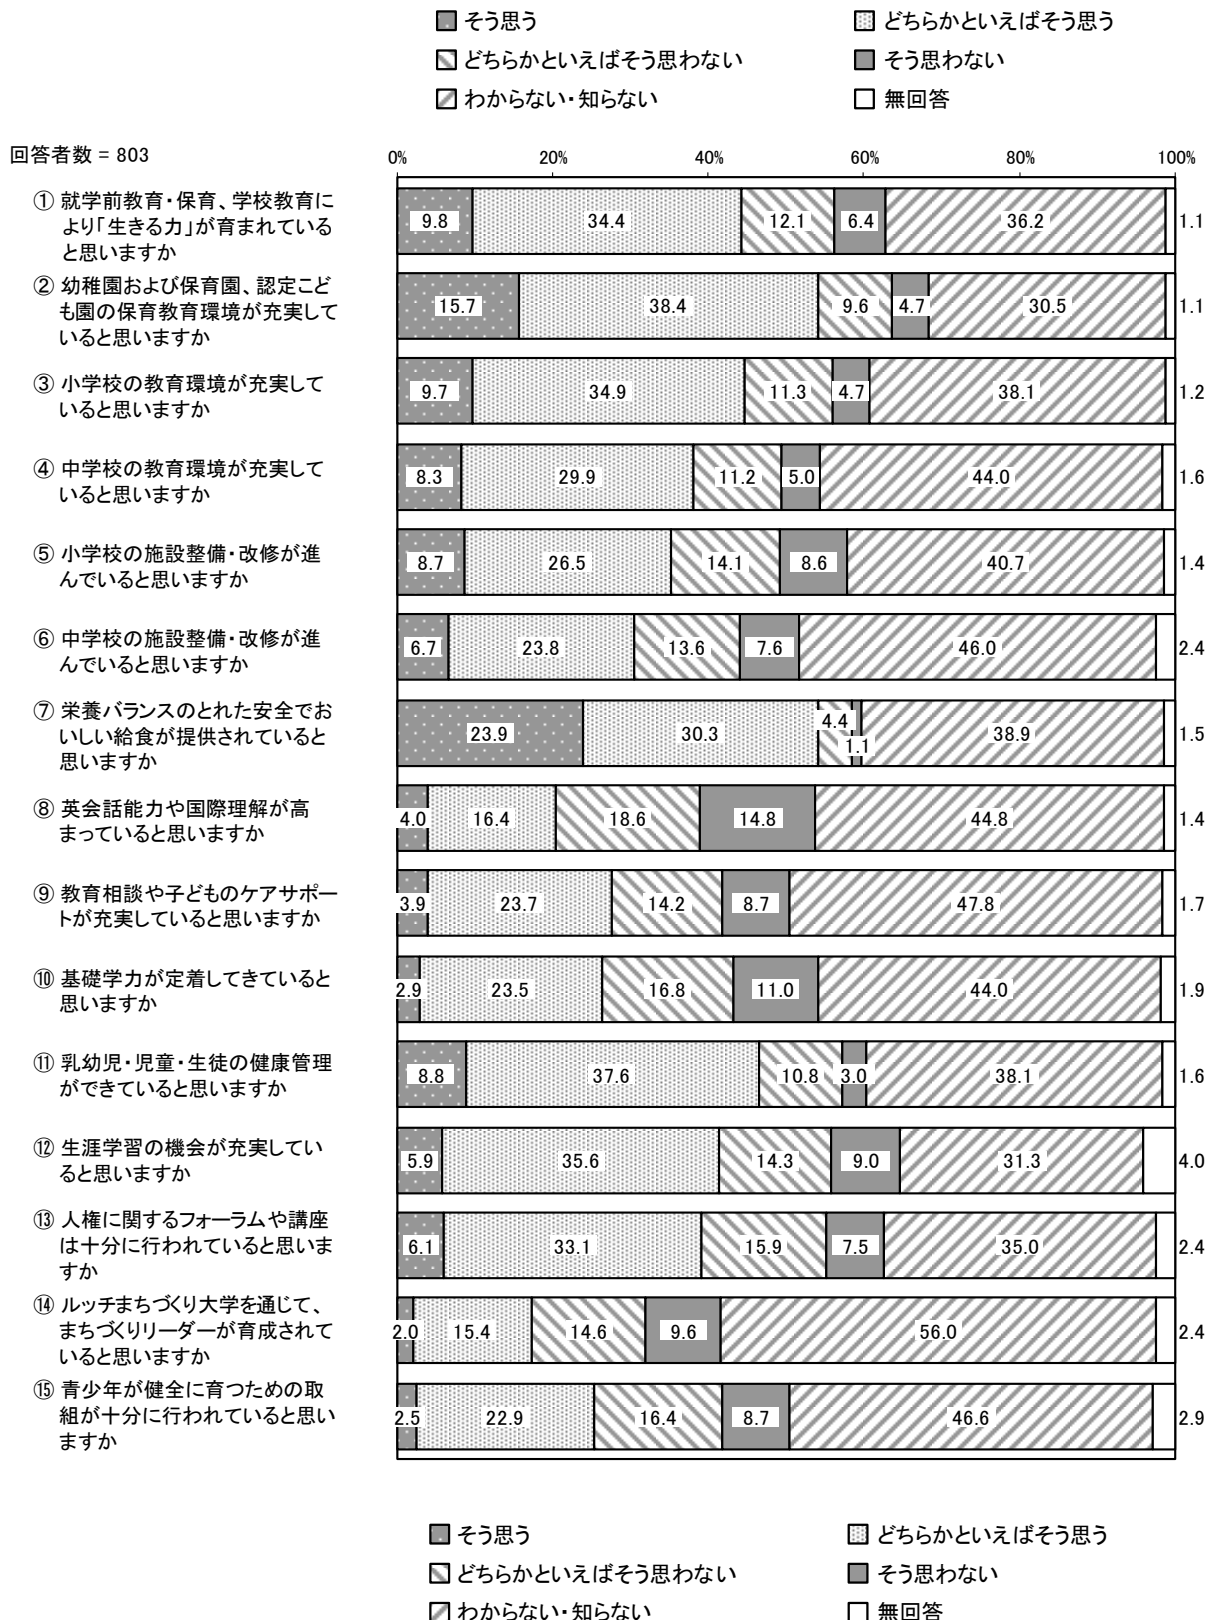 そう思う どちらかといえばそう思う
どちらかといえばそう思わない そう思わない
わからない・知らない 無回答
回答者数 = 803
0% 20% 40% 60% 80% 100%
① 就学前教育・保育、学校教育に
より「生きる力」が育まれている
と思いますか
9.8 34.4 12.1 6.4 36.2 1.1
② 幼稚園および保育園、認定こど
も園の保育教育環境が充実して
いると思いますか
15.7 38.4 9.6 4.7 30.5 1.1
③ 小学校の教育環境が充実して
いると思いますか
9.7 34.9 11.3 4.7 38.1 1.2
④ 中学校の教育環境が充実して
いると思いますか
8.3 29.9 11.2 5.0 44.0 1.6
⑤ 小学校の施設整備・改修が進
んでいると思いますか
8.7 26.5 14.1 8.6 40.7 1.4
⑥ 中学校の施設整備・改修が進
んでいると思いますか
6.7 23.8 13.6 7.6 46.0 2.4
⑦ 栄養バランスのとれた安全でお
いしい給食が提供されていると
思いますか
23.9 30.3 4.4 1.1 38.9 1.5
⑧ 英会話能力や国際理解が高
まっていると思いますか
4.0 16.4 18.6 14.8 44.8 1.4
⑨ 教育相談や子どものケアサポー
トが充実していると思いますか
3.9 23.7 14.2 8.7 47.8 1.7
⑩ 基礎学力が定着してきていると
思いますか
2.9 23.5 16.8 11.0 44.0 1.9
⑪ 乳幼児・児童・生徒の健康管理
ができていると思いますか
8.8 37.6 10.8 3.0 38.1 1.6
⑫ 生涯学習の機会が充実してい
ると思いますか
5.9 35.6 14.3 9.0 31.3 4.0
⑬ 人権に関するフォーラムや講座
は十分に行われていると思いま
すか
6.1 33.1 15.9 7.5 35.0 2.4
⑭ ルッチまちづくり大学を通じて、
まちづくりリーダーが育成されて
いると思いますか
2.0 15.4 14.6 9.6 56.0 2.4
⑮ 青少年が健全に育つための取
組が十分に行われていると思い
ますか
2.5 22.9 16.4 8.7 46.6 2.9
そう思う どちらかといえばそう思う
どちらかといえばそう思わない そう思わない
わからない・知らない 無回答